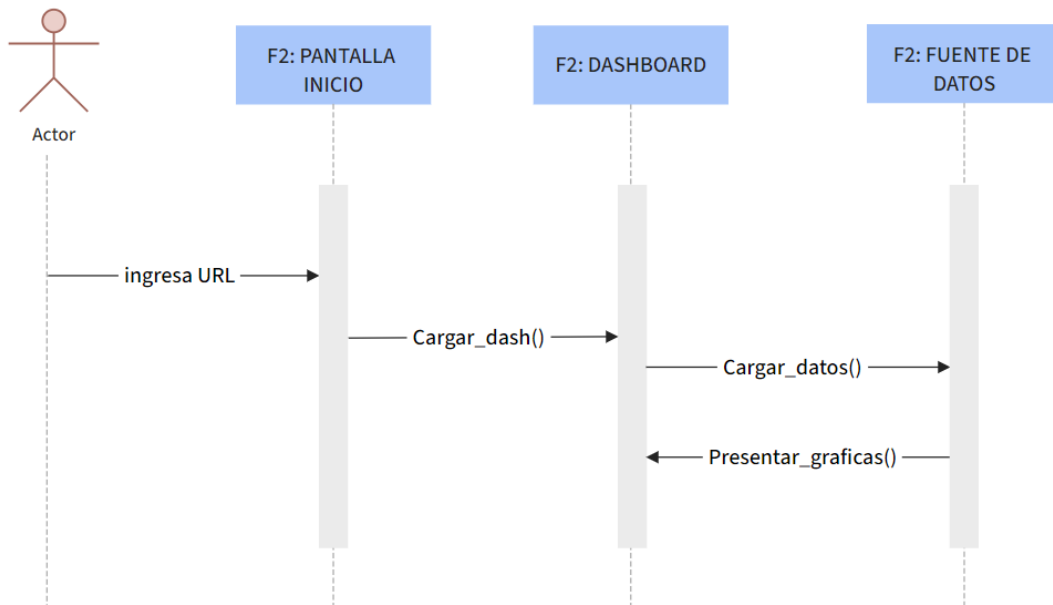 F2: PANTALLA
INICIO
F2: DASHBOARD
F2: FUENTE DE
DATOS
Actor
ingresa URL
Cargar_dash()
Cargar_datos()
Presentar_graficas()